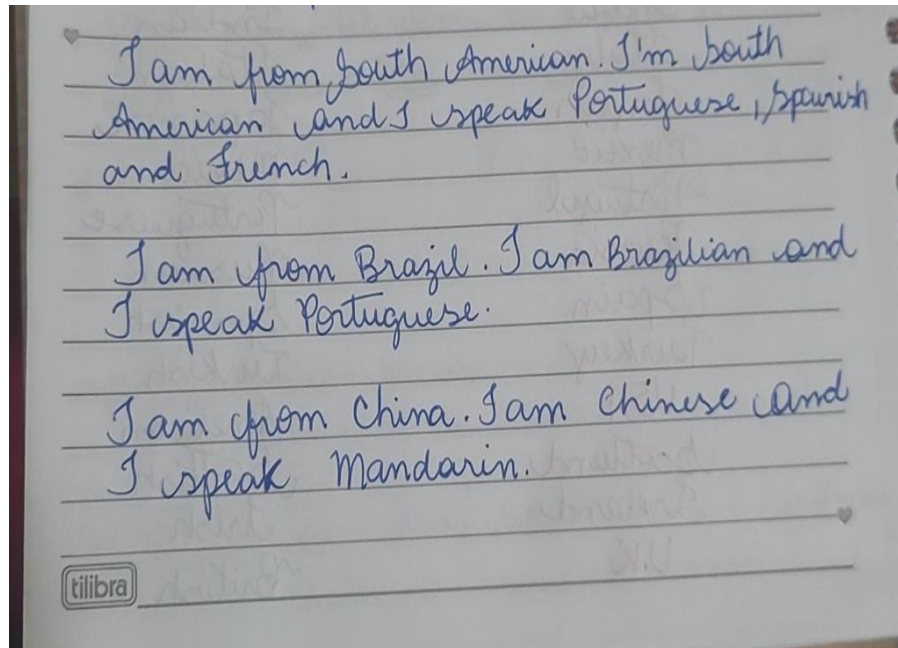 I am from South American. I'm South
American and I speak Portuguese, Spanish
and French.
I am from Brazil. I am Brazilian and
I speak Portuguese.
I am from China. I am Chinese and
I speak Mandarin.
tilibra